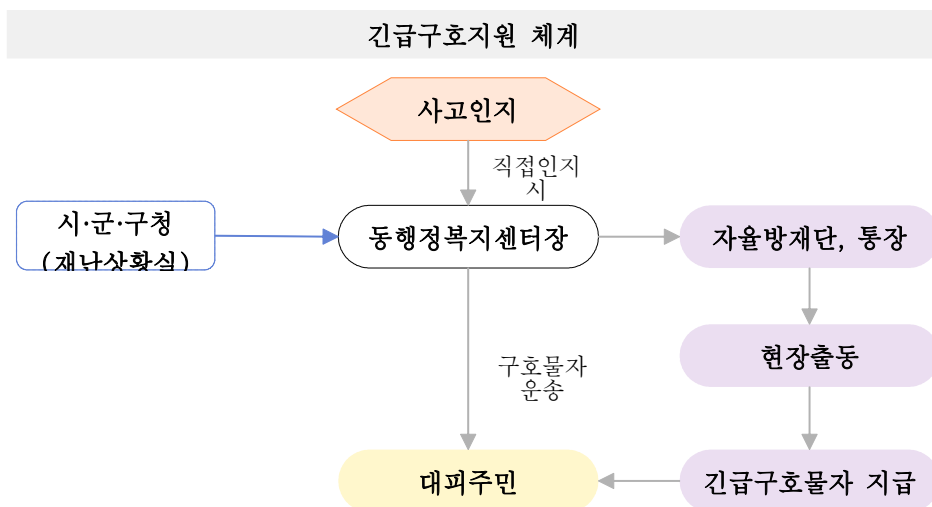 긴급구호지원 체계
사고인지
직접인지
시
시·군·구청
(재난상황실)
동행정복지센터장
자율방재단, 통장
현장출동
구호물자
운송
대피주민
긴급구호물자 지급